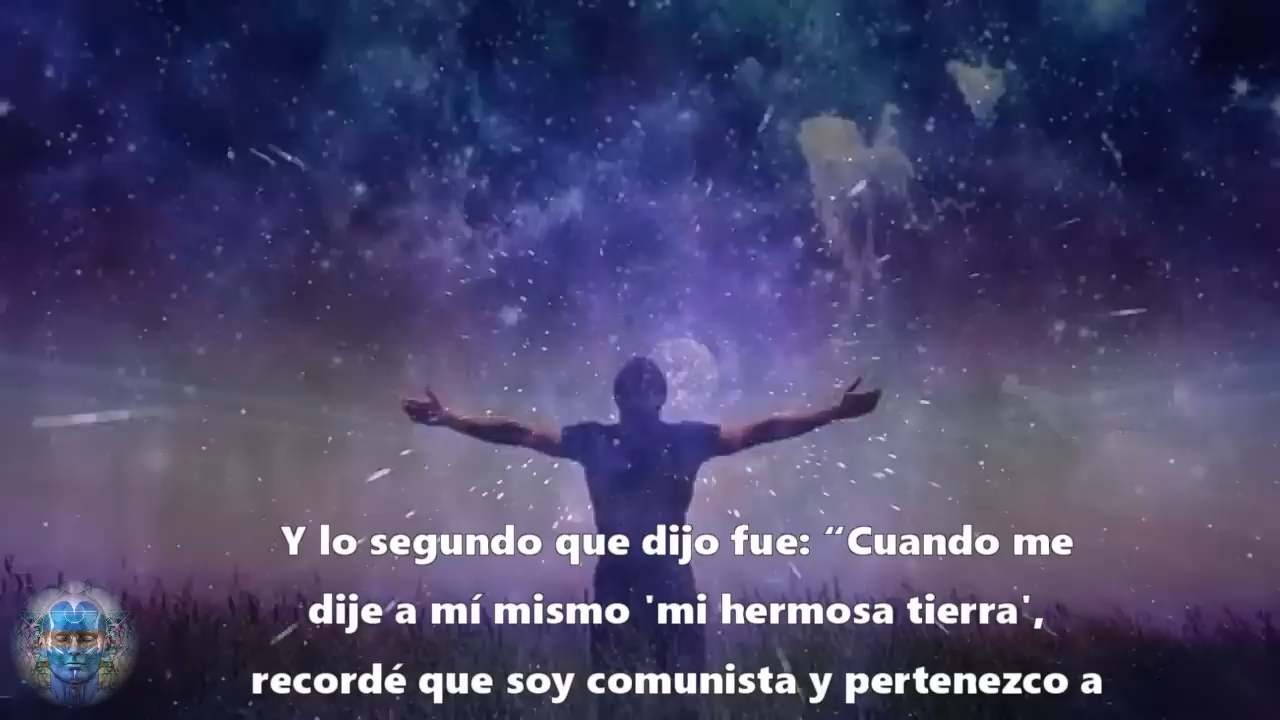 Y lo segundo que dijo fue: “Cuando me
dije a mí mismo 'mi hermosa tierra',
recordé que soy comunista y pertenezco a